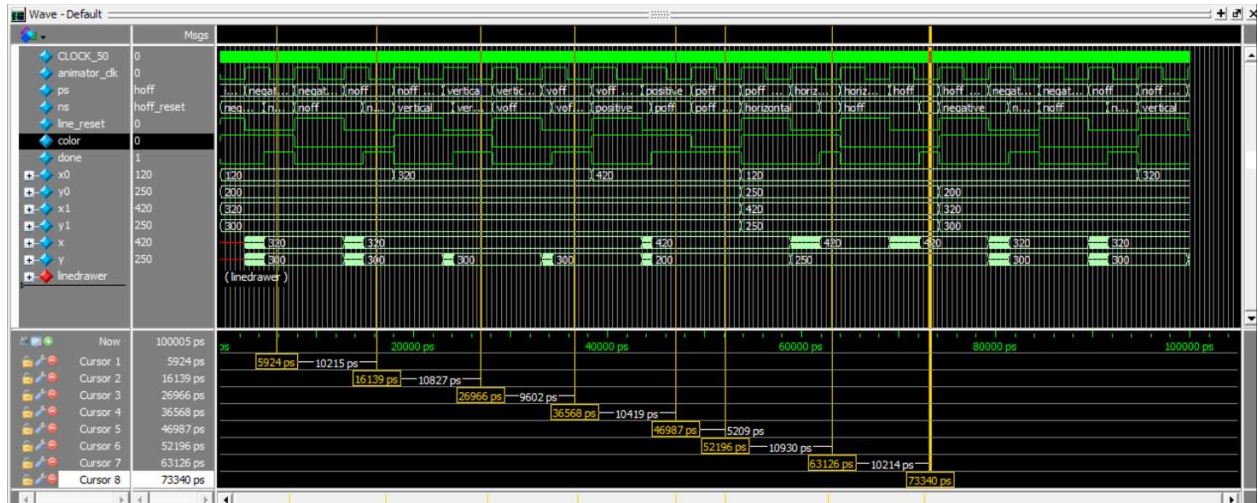 Wave - Default
Msgs
CLOCK_50 0
animator_clk 0
ps hoff i... negat... negat... noff noff ... vertical vertic... voff voff ... positive poff poff ... horiz... horiz... hoff hoff ... negat... negat... noff noff ...
ns hoff_reset neg... n... noff n... vertical ver... voff vof... positive poff poff ... horizontal hoff negative n... noff n... vertical
line_reset 0
color 0
done 1
x0 120 120 320 420 120 320
y0 250 200 250 200
x1 420 320 420 320
y1 250 300 250 300
x 420 320 320 420 420 420 320 320
y 250 300 300 300 300 200 250 300 300
linedrawer ( linedrawer )
Now 100005 ps ps 20000 ps 40000 ps 60000 ps 80000 ps 100000 ps
Cursor 1 5924 ps 5924 ps 10215 ps
Cursor 2 16139 ps 16139 ps 10827 ps
Cursor 3 26966 ps 26966 ps 9602 ps
Cursor 4 36568 ps 36568 ps 10419 ps
Cursor 5 46987 ps 46987 ps 5209 ps
Cursor 6 52196 ps 52196 ps 10930 ps
Cursor 7 63126 ps 63126 ps 10214 ps
Cursor 8 73340 ps 73340 ps